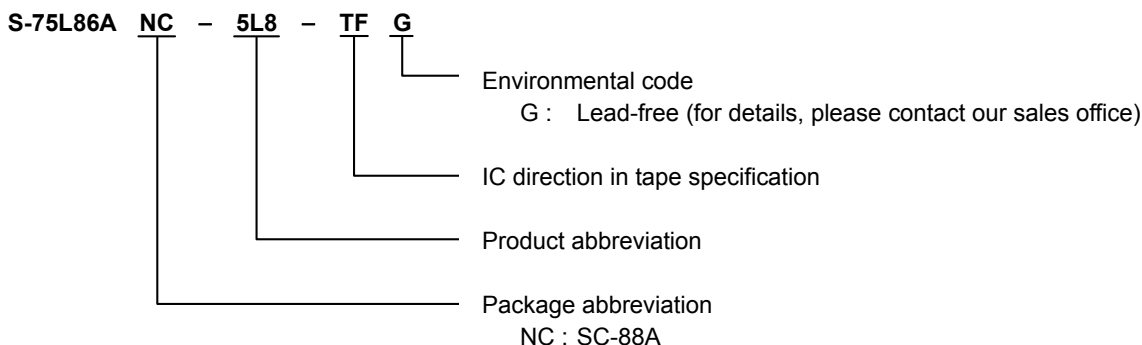 S-75L86A NC – 5L8 – TF G
Environmental code
G : Lead-free (for details, please contact our sales office)
IC direction in tape specification
Product abbreviation
Package abbreviation
NC : SC-88A